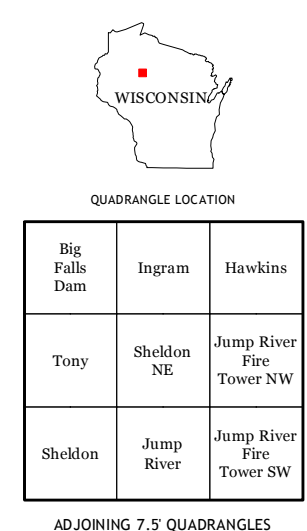 WISCONSIN
QUADRANGLE LOCATION
Big
Falls
Dam
Ingram
Hawkins
Tony
Sheldon
NE
Jump River
Fire
Tower NW
Sheldon
Jump
River
Jump River
Fire
Tower SW
ADJOINING 7.5' QUADRANGLES